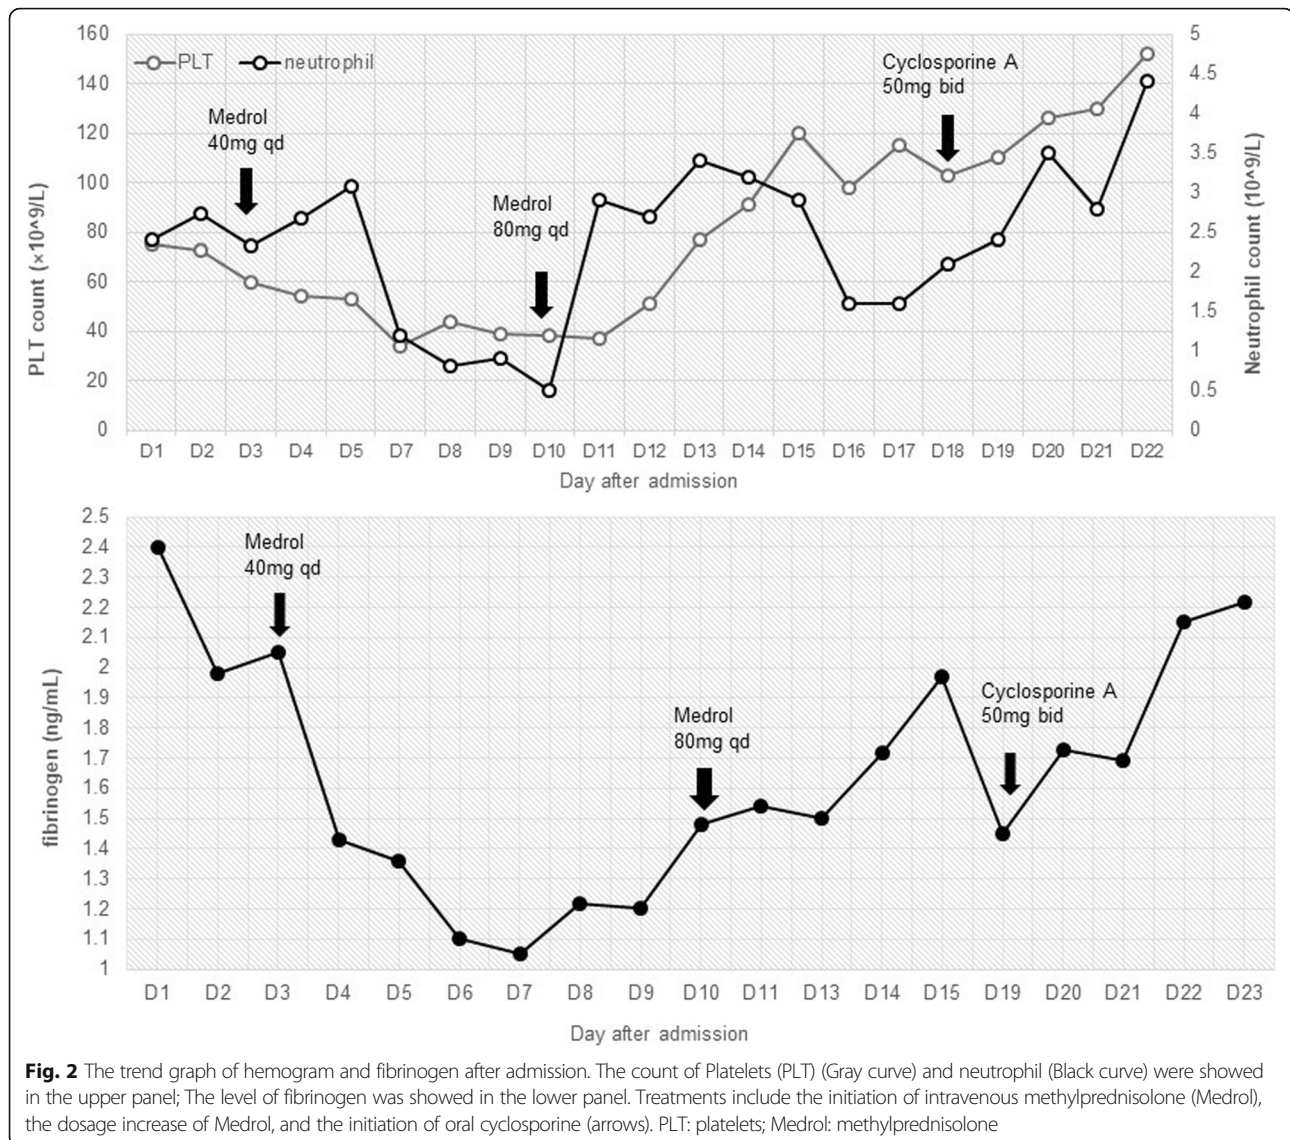 160
140
120
100
80
60
40
20
0
PLT count (×10^9/L)
PLT
neutrophil
Medrol
40mg qd
Medrol
80mg qd
Cyclosporine A
50mg bid
5
4.5
4
3.5
3
2.5
2
1.5
1
0.5
0
Neutrophil count (10^9/L)
D1 D2 D3 D4 D5 D7 D8 D9 D10 D11 D12 D13 D14 D15 D16 D17 D18 D19 D20 D21 D22
Day after admission
2.5
2.4
2.3
2.2
2.1
2
1.9
1.8
1.7
1.6
1.5
1.4
1.3
1.2
1.1
1
fibrinogen (ng/mL)
Medrol
40mg qd
Medrol
80mg qd
Cyclosporine A
50mg bid
D1 D2 D3 D4 D5 D6 D7 D8 D9 D10 D11 D13 D14 D15 D19 D20 D21 D22 D23
Day after admission
Fig. 2 The trend graph of hemogram and fibrinogen after admission. The count of Platelets (PLT) (Gray curve) and neutrophil (Black curve) were showed
in the upper panel; The level of fibrinogen was showed in the lower panel. Treatments include the initiation of intravenous methylprednisolone (Medrol),
the dosage increase of Medrol, and the initiation of oral cyclosporine (arrows). PLT: platelets; Medrol: methylprednisolone